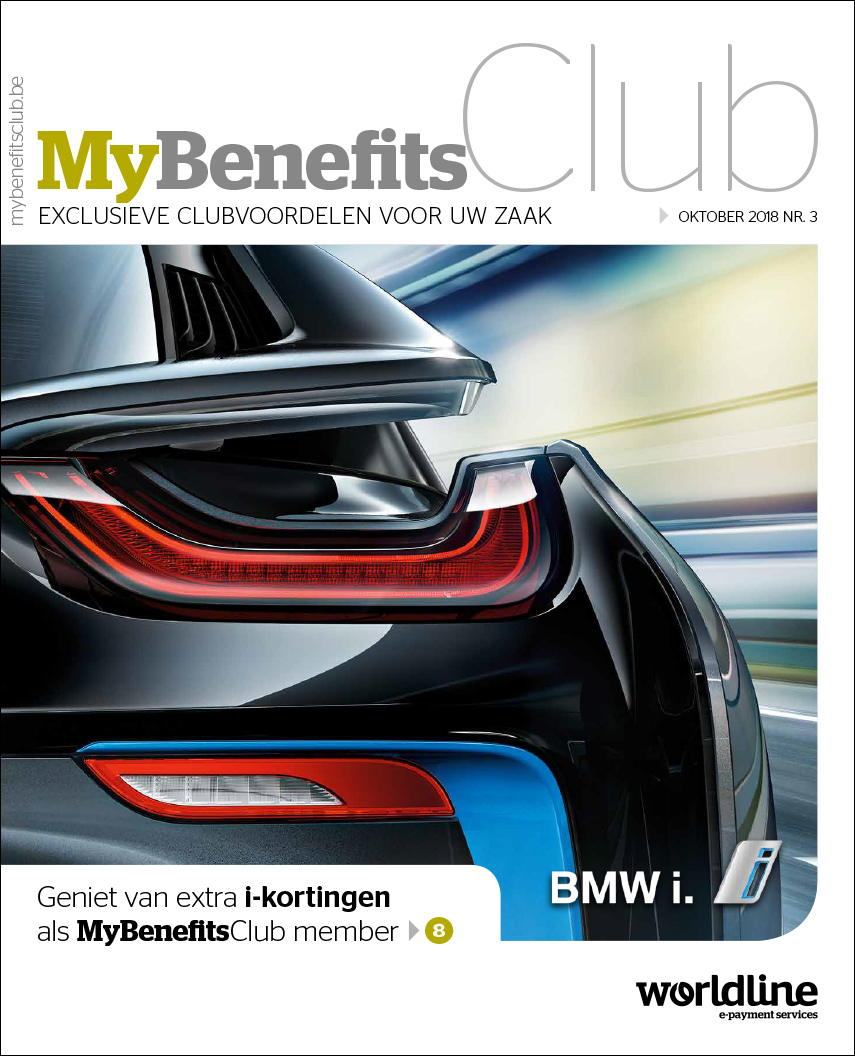 mybenefitsclub.be
MyBenefitsClub
EXCLUSIEVE CLUBVOORDELEN VOOR UW ZAAK
OKTOBER 2018 NR. 3
BMW i.
Geniet van extra i-kortingen
als MyBenefitsClub member 8
worldline
e-payment services